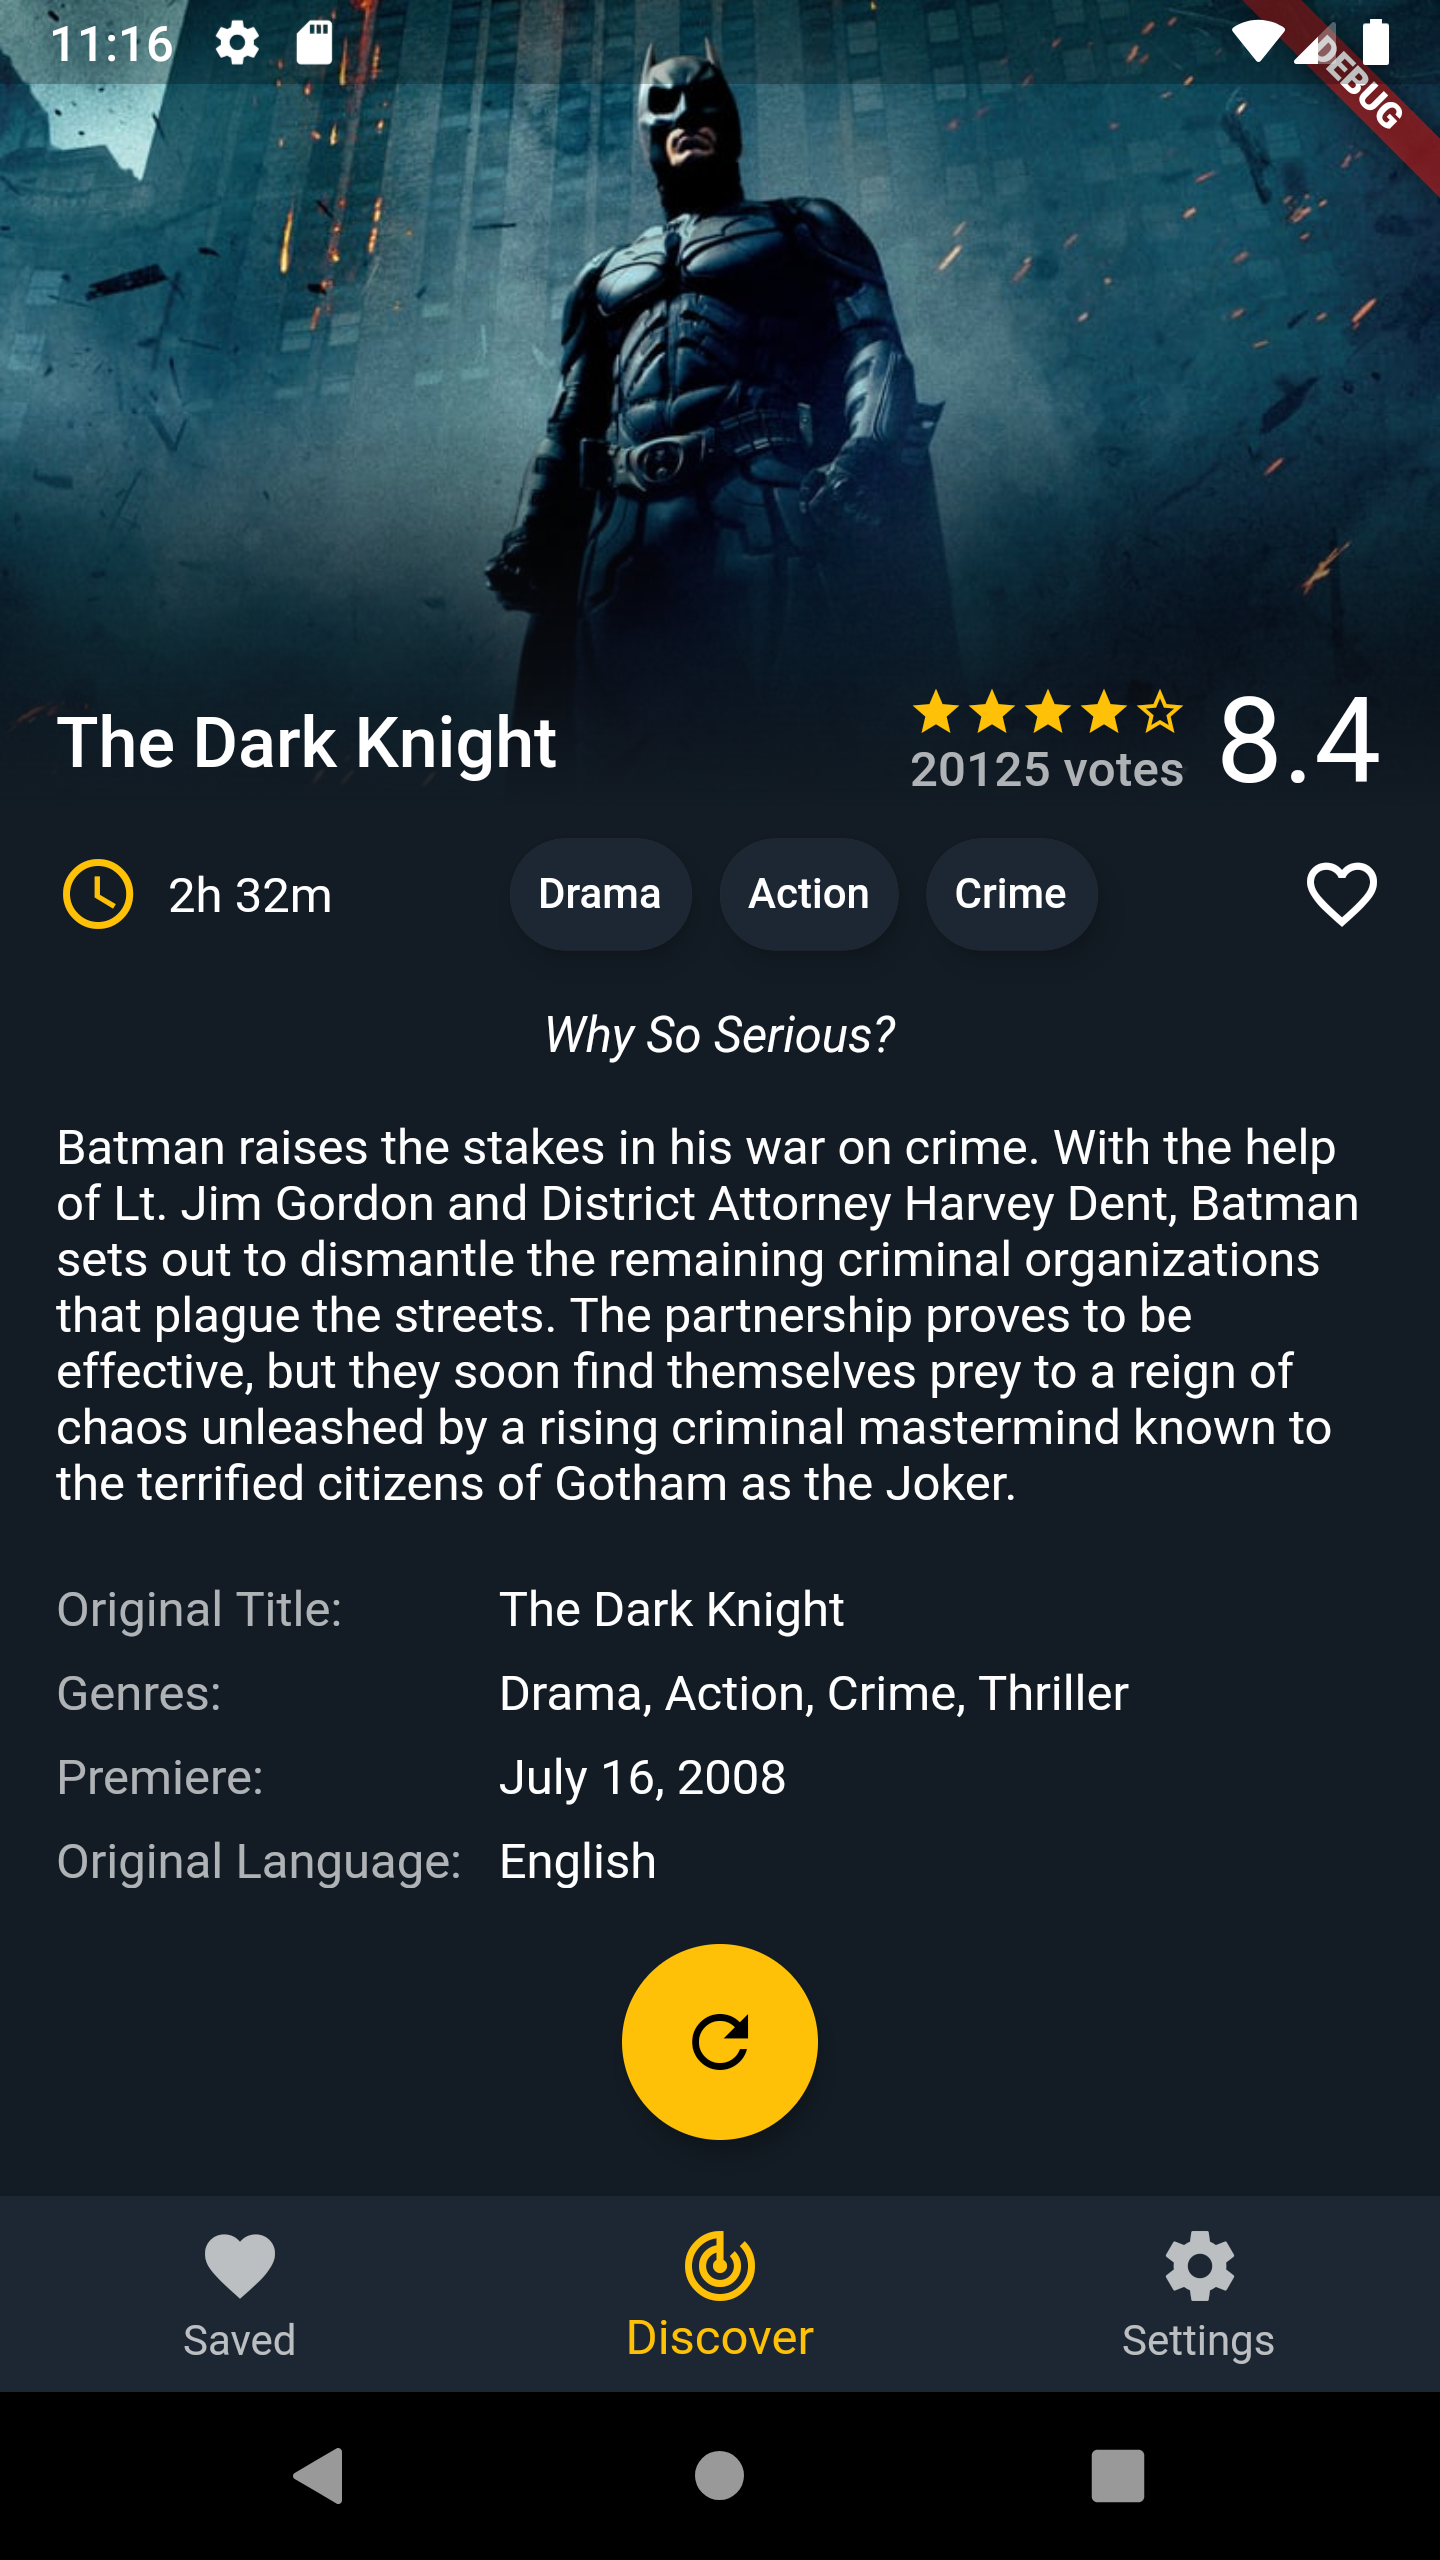 11:16
DEBUG
The Dark Knight
20125 votes
8.4
2h 32m
Drama
Action
Crime
Why So Serious?
Batman raises the stakes in his war on crime. With the help
of Lt. Jim Gordon and District Attorney Harvey Dent, Batman
sets out to dismantle the remaining criminal organizations
that plague the streets. The partnership proves to be
effective, but they soon find themselves prey to a reign of
chaos unleashed by a rising criminal mastermind known to
the terrified citizens of Gotham as the Joker.
Original Title: The Dark Knight
Genres: Drama, Action, Crime, Thriller
Premiere: July 16, 2008
Original Language: English
Saved
Discover
Settings